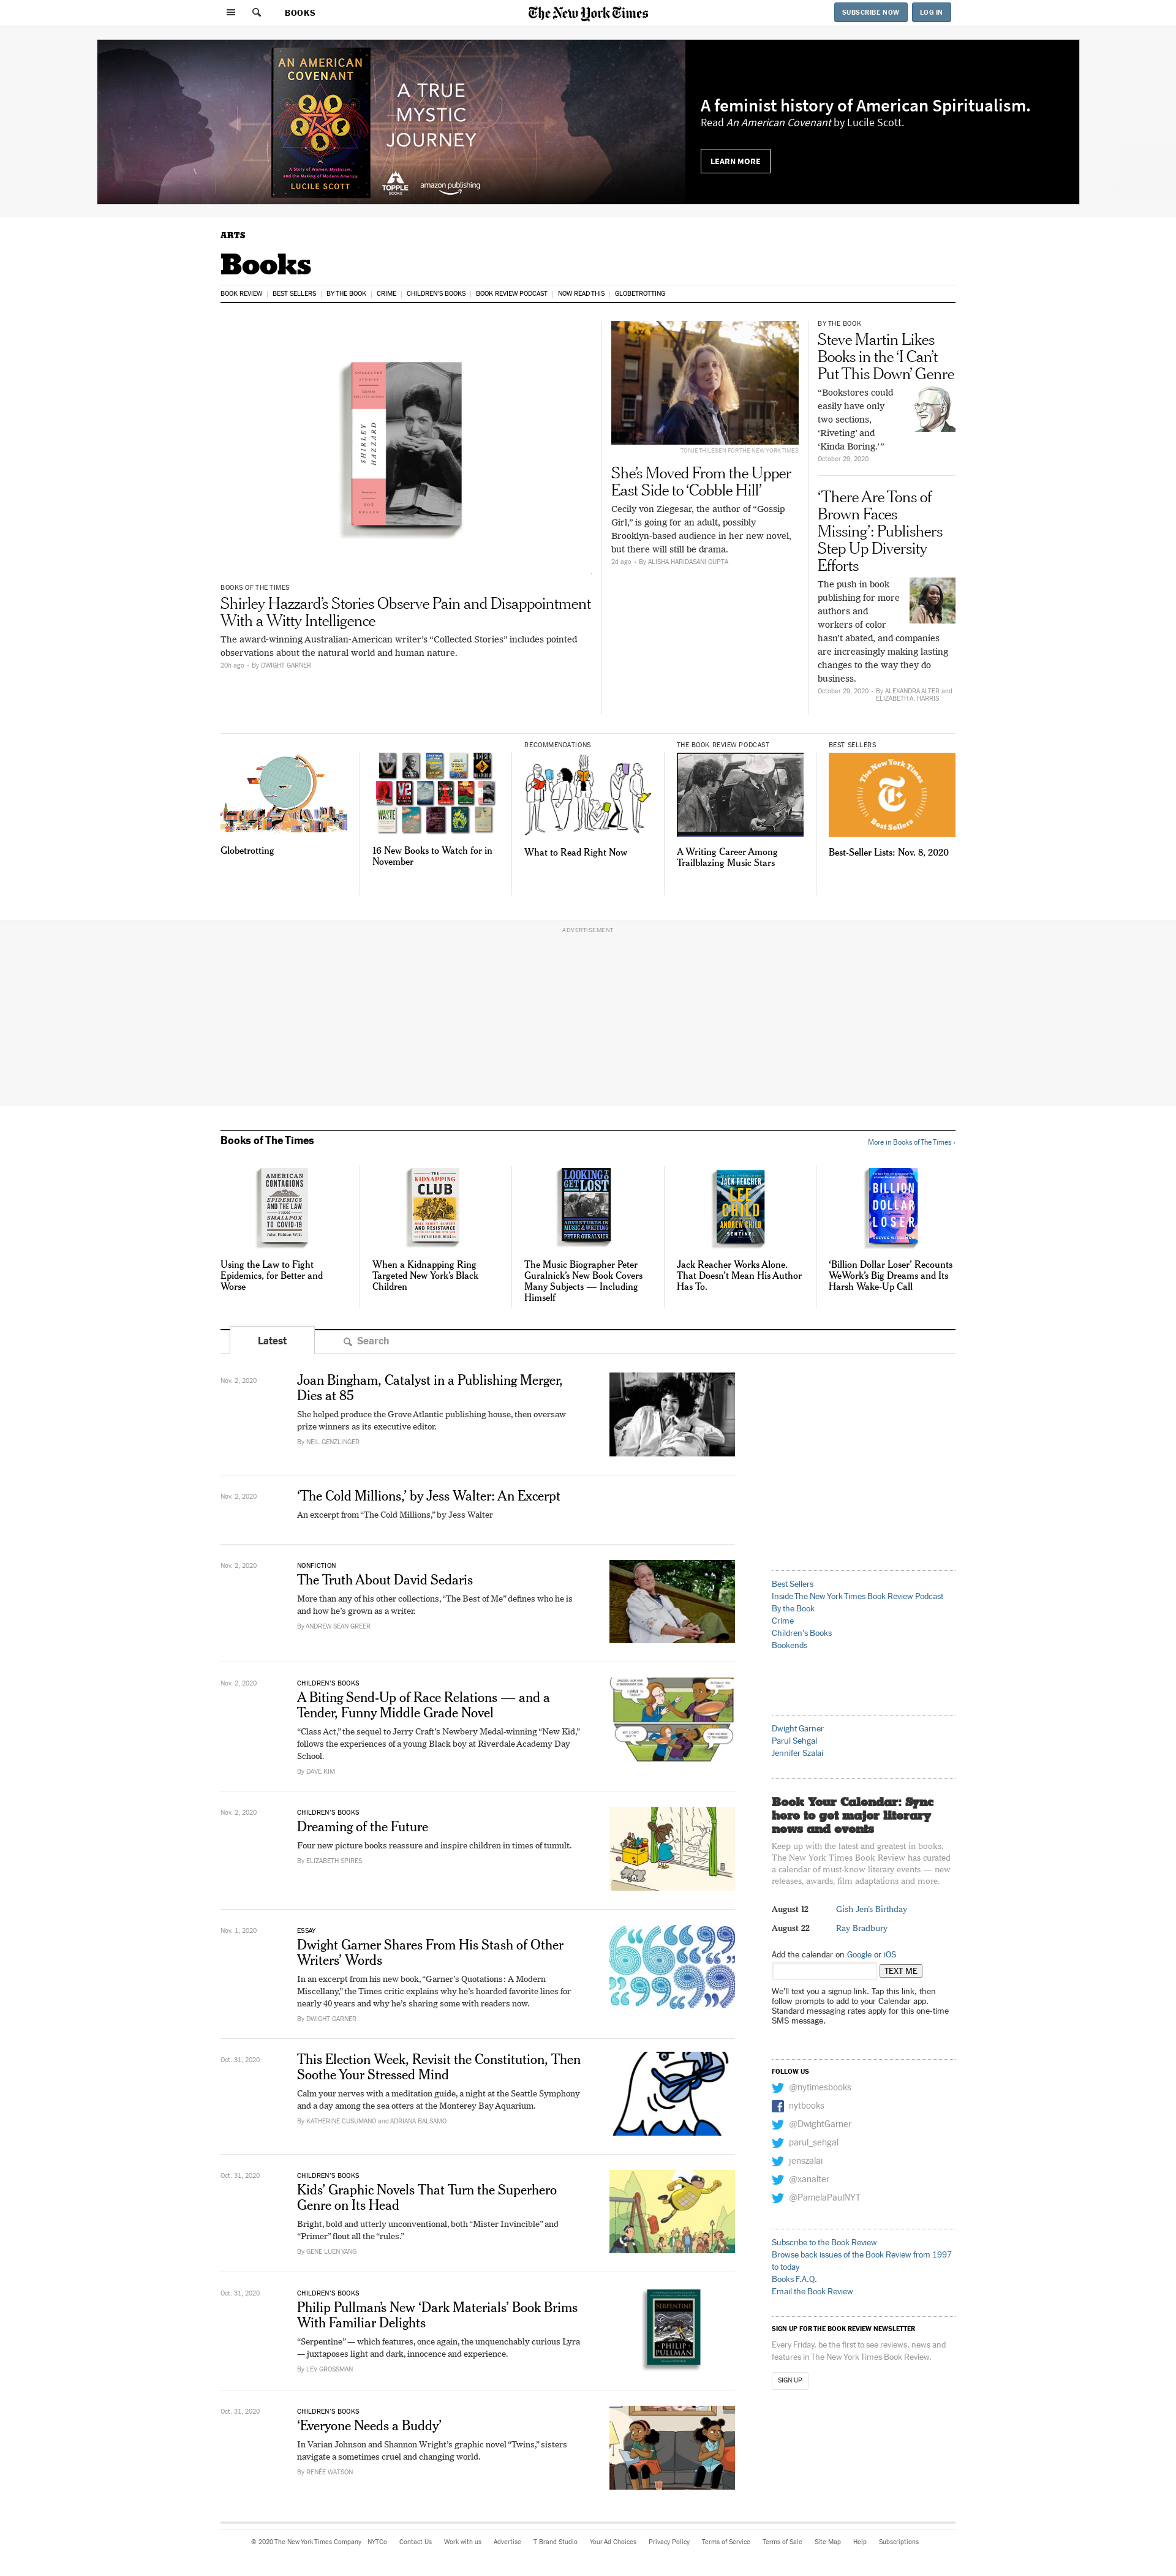 BOOKS
The New York Times
SUBSCRIBE NOW
LOG IN
AN AMERICAN
COVENANT
A Story of Women, Mysticism,
and the Making of Modern America
LUCILE SCOTT
A TRUE
MYSTIC
JOURNEY
TOPPLE
BOOKS
amazon publishing
A feminist history of American Spiritualism.
Read An American Covenant by Lucile Scott.
LEARN MORE
ARTS
Books
BOOK REVIEW
BEST SELLERS
BY THE BOOK
CRIME
CHILDREN'S BOOKS
BOOK REVIEW PODCAST
NOW READ THIS
GLOBETROTTING
COLLECTED
STORIES
SHIRLEY
HAZZARD
ZOË
HELLER
BOOKS OF THE TIMES
Shirley Hazzard’s Stories Observe Pain and Disappointment
With a Witty Intelligence
The award-winning Australian-American writer’s “Collected Stories” includes pointed
observations about the natural world and human nature.
20h ago - By DWIGHT GARNER
TONJE THILESEN FOR THE NEW YORK TIMES
She’s Moved From the Upper
East Side to ‘Cobble Hill’
Cecily von Ziegesar, the author of “Gossip
Girl,” is going for an adult, possibly
Brooklyn-based audience in her new novel,
but there will still be drama.
2d ago - By ALISHA HARIDASANI GUPTA
BY THE BOOK
Steve Martin Likes
Books in the ‘I Can’t
Put This Down’ Genre
“Bookstores could
easily have only
two sections,
‘Riveting’ and
‘Kinda Boring.’”
October 29, 2020
‘There Are Tons of
Brown Faces
Missing’: Publishers
Step Up Diversity
Efforts
The push in book
publishing for more
authors and
workers of color
hasn’t abated, and companies
are increasingly making lasting
changes to the way they do
business.
October 29, 2020 - By ALEXANDRA ALTER and
ELIZABETH A. HARRIS
Globetrotting
V2
WASTE
16 New Books to Watch for in
November
RECOMMENDATIONS
What to Read Right Now
THE BOOK REVIEW PODCAST
A Writing Career Among
Trailblazing Music Stars
BEST SELLERS
The New York Times
Best Sellers
Best-Seller Lists: Nov. 8, 2020
ADVERTISEMENT
Books of The Times
More in Books of The Times ›
AMERICAN
CONTAGIONS
EPIDEMICS
AND THE LAW
FROM
SMALLPOX
TO COVID-19
John Fabian Witt
Using the Law to Fight
Epidemics, for Better and
Worse
THE
KIDNAPPING
CLUB
When a Kidnapping Ring
Targeted New York’s Black
Children
LOOKING TO
GET LOST
ADVENTURES IN
MUSIC & WRITING
PETER GURALNICK
The Music Biographer Peter
Guralnick’s New Book Covers
Many Subjects — Including
Himself
JACK REACHER
LEE
CHILD
ANDREW CHILD
SENTINEL
Jack Reacher Works Alone.
That Doesn’t Mean His Author
Has To.
BILLION
DOLLAR
LOSER
REEVES WIEDEMAN
‘Billion Dollar Loser’ Recounts
WeWork’s Big Dreams and Its
Harsh Wake-Up Call
Latest
Search
Nov. 2, 2020
Joan Bingham, Catalyst in a Publishing Merger,
Dies at 85
She helped produce the Grove Atlantic publishing house, then oversaw
prize winners as its executive editor.
By NEIL GENZLINGER
Nov. 2, 2020
‘The Cold Millions,’ by Jess Walter: An Excerpt
An excerpt from “The Cold Millions,” by Jess Walter
Nov. 2, 2020
NONFICTION
The Truth About David Sedaris
More than any of his other collections, “The Best of Me” defines who he is
and how he’s grown as a writer.
By ANDREW SEAN GREER
Nov. 2, 2020
CHILDREN’S BOOKS
A Biting Send-Up of Race Relations — and a
Tender, Funny Middle Grade Novel
“Class Act,” the sequel to Jerry Craft’s Newbery Medal-winning “New Kid,”
follows the experiences of a young Black boy at Riverdale Academy Day
School.
By DAVE KIM
Nov. 2, 2020
CHILDREN’S BOOKS
Dreaming of the Future
Four new picture books reassure and inspire children in times of tumult.
By ELIZABETH SPIRES
Nov. 1, 2020
ESSAY
Dwight Garner Shares From His Stash of Other
Writers’ Words
In an excerpt from his new book, “Garner’s Quotations: A Modern
Miscellany,” the Times critic explains why he’s hoarded favorite lines for
nearly 40 years and why he’s sharing some with readers now.
By DWIGHT GARNER
Oct. 31, 2020
This Election Week, Revisit the Constitution, Then
Soothe Your Stressed Mind
Calm your nerves with a meditation guide, a night at the Seattle Symphony
and a day among the sea otters at the Monterey Bay Aquarium.
By KATHERINE CUSUMANO and ADRIANA BALSAMO
Oct. 31, 2020
CHILDREN’S BOOKS
Kids’ Graphic Novels That Turn the Superhero
Genre on Its Head
Bright, bold and utterly unconventional, both “Mister Invincible” and
“Primer” flout all the “rules.”
By GENE LUEN YANG
Oct. 31, 2020
CHILDREN’S BOOKS
Philip Pullman’s New ‘Dark Materials’ Book Brims
With Familiar Delights
“Serpentine” — which features, once again, the unquenchably curious Lyra
— juxtaposes light and dark, innocence and experience.
By LEV GROSSMAN
SERPENTINE
PHILIP
PULLMAN
Oct. 31, 2020
CHILDREN’S BOOKS
‘Everyone Needs a Buddy’
In Varian Johnson and Shannon Wright’s graphic novel “Twins,” sisters
navigate a sometimes cruel and changing world.
By RENÉE WATSON
Best Sellers
Inside The New York Times Book Review Podcast
By the Book
Crime
Children's Books
Bookends
Dwight Garner
Parul Sehgal
Jennifer Szalai
Book Your Calendar: Sync
here to get major literary
news and events
Keep up with the latest and greatest in books.
The New York Times Book Review has curated
a calendar of must-know literary events — new
releases, awards, film adaptations and more.
August 12 Gish Jen’s Birthday
August 22 Ray Bradbury
Add the calendar on Google or iOS
TEXT ME
We’ll text you a signup link. Tap this link, then
follow prompts to add to your Calendar app.
Standard messaging rates apply for this one-time
SMS message.
FOLLOW US
@nytimesbooks
nytbooks
@DwightGarner
parul_sehgal
jenszalai
@xanalter
@PamelaPaulNYT
Subscribe to the Book Review
Browse back issues of the Book Review from 1997
to today
Books F.A.Q.
Email the Book Review
SIGN UP FOR THE BOOK REVIEW NEWSLETTER
Every Friday, be the first to see reviews, news and
features in The New York Times Book Review.
SIGN UP
© 2020 The New York Times Company NYTCo Contact Us Work with us Advertise T Brand Studio Your Ad Choices Privacy Policy Terms of Service Terms of Sale Site Map Help Subscriptions